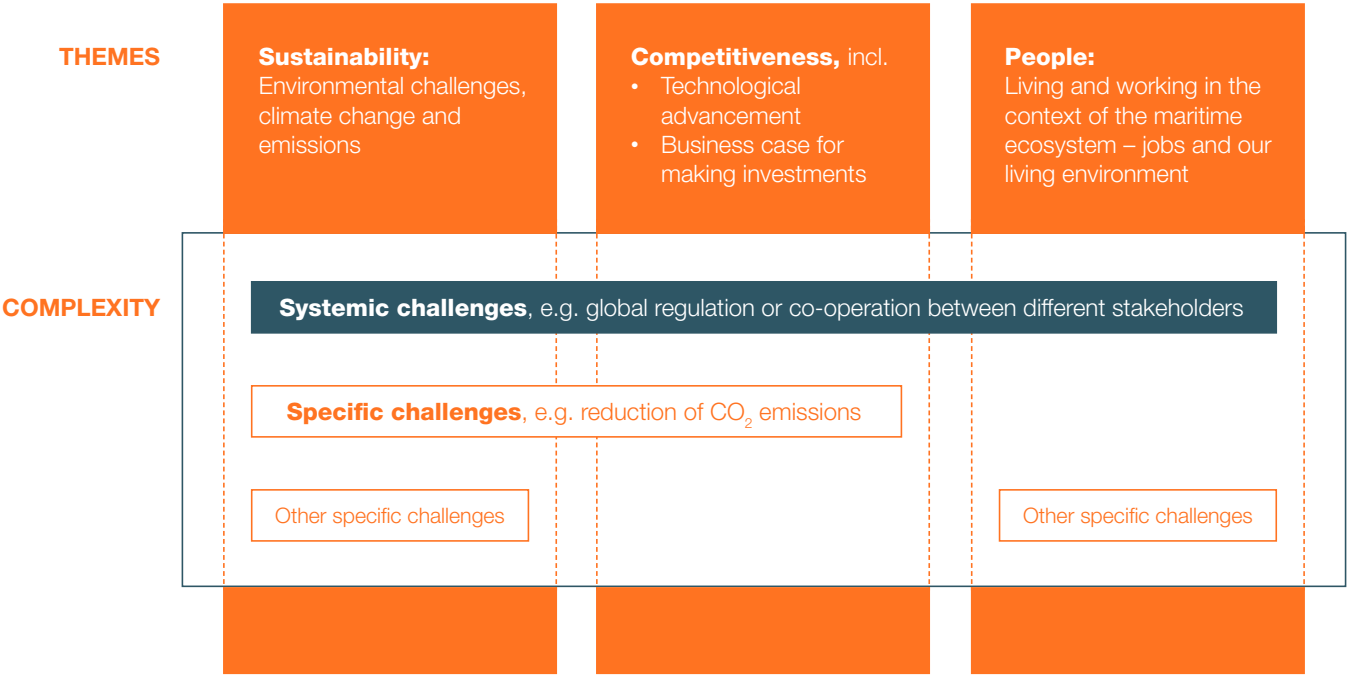 THEMES
Sustainability:
Environmental challenges,
climate change and
emissions
Competitiveness, incl.
• Technological
advancement
• Business case for
making investments
People:
Living and working in the
context of the maritime
ecosystem – jobs and our
living environment
COMPLEXITY
Systemic challenges, e.g. global regulation or co-operation between different stakeholders
Specific challenges, e.g. reduction of CO₂ emissions
Other specific challenges
Other specific challenges